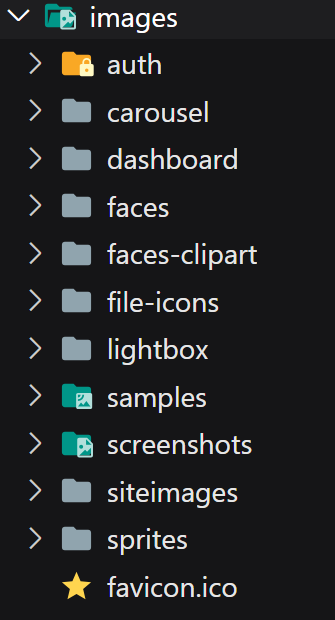 images
auth
carousel
dashboard
faces
faces-clipart
file-icons
lightbox
samples
screenshots
siteimages
sprites
favicon.ico